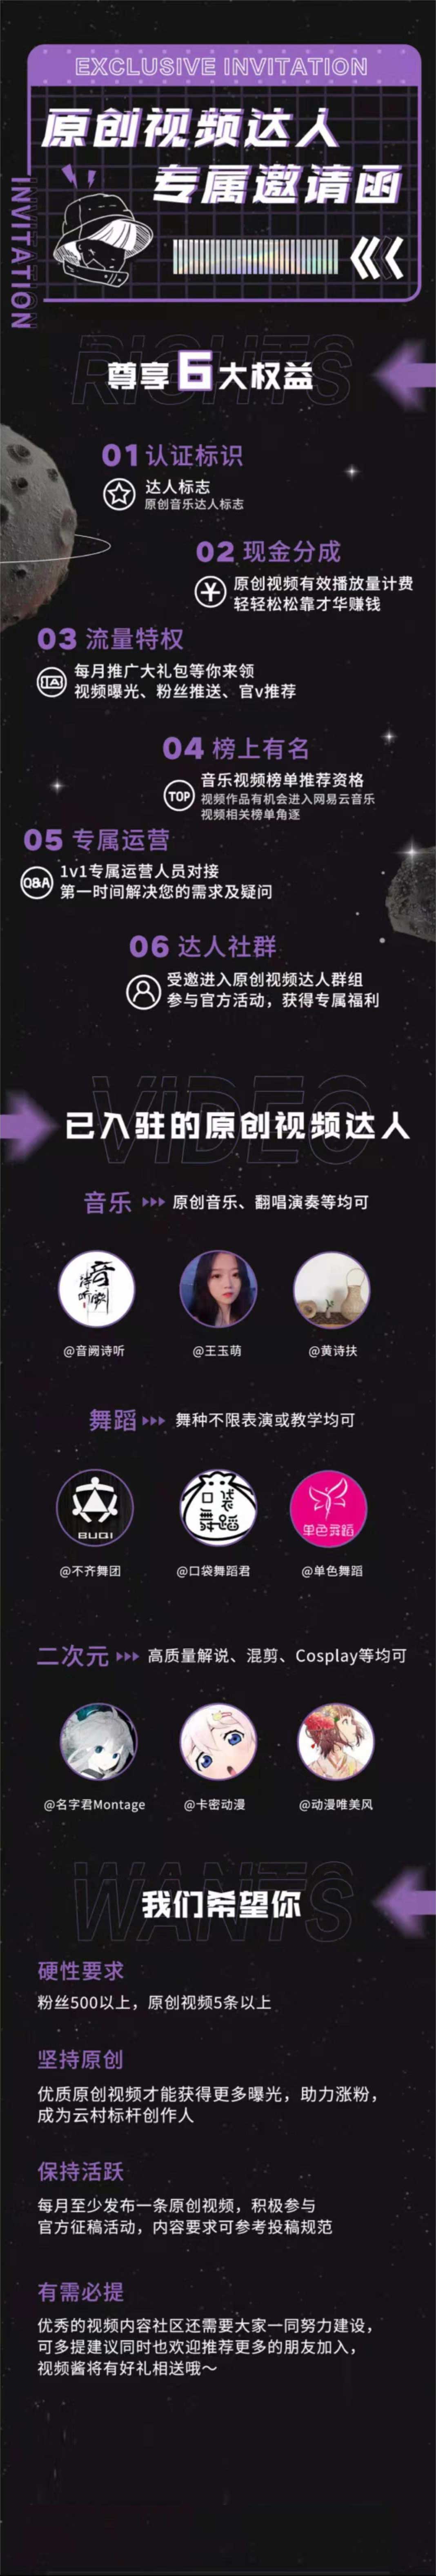 EXCLUSIVE INVITATION
原创视频达人
专属邀请函
INVITATION
RIGHTS
尊享6大权益
01 认证标识
达人标志
原创音乐达人标志
02 现金分成
¥
原创视频有效播放量计费
轻轻松松靠才华赚钱
03 流量特权
每月推广大礼包等你来领
视频曝光、粉丝推送、官v推荐
04 榜上有名
TOP
音乐视频榜单推荐资格
视频作品有机会进入网易云音乐
视频相关榜单角逐
05 专属运营
Q&A
1v1专属运营人员对接
第一时间解决您的需求及疑问
06 达人社群
受邀进入原创视频达人群组
参与官方活动，获得专属福利
VIDEO
已入驻的原创视频达人
音乐 原创音乐、翻唱演奏等均可
@音阙诗听 @王玉萌 @黄诗扶
舞蹈 舞种不限表演或教学均可
BUQI
口袋
舞蹈
单色舞蹈
@不齐舞团 @口袋舞蹈君 @单色舞蹈
二次元 高质量解说、混剪、Cosplay等均可
@名字君Montage @卡密动漫 @动漫唯美风
WANTS
我们希望你
硬性要求
粉丝500以上，原创视频5条以上
坚持原创
优质原创视频才能获得更多曝光，助力涨粉，
成为云村标杆创作人
保持活跃
每月至少发布一条原创视频，积极参与
官方征稿活动，内容要求可参考投稿规范
有需必提
优秀的视频内容社区还需要大家一同努力建设，
可多提建议同时也欢迎推荐更多的朋友加入，
视频酱将有好礼相送哦～